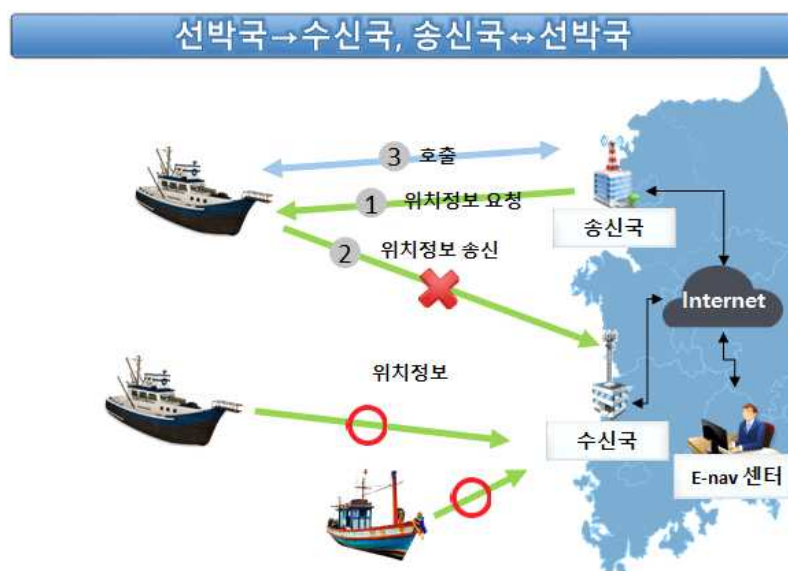 선박국→수신국, 송신국↔선박국
3 호출
1 위치정보 요청
송신국
2 위치정보 송신
Internet
위치정보
수신국
E-nav 센터